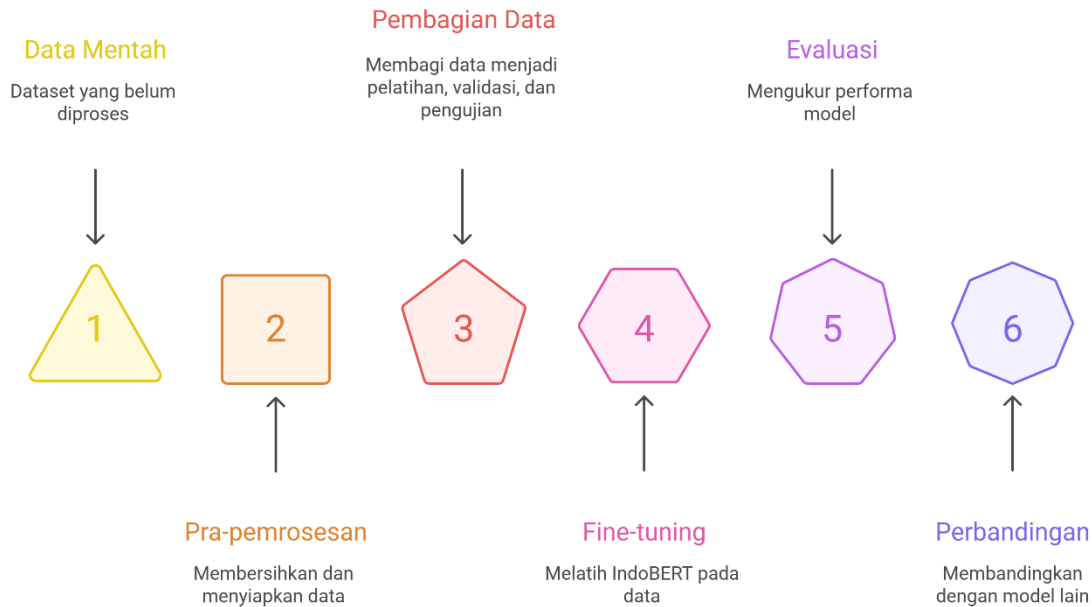 Data Mentah
Dataset yang belum
diproses
Pembagian Data
Membagi data menjadi
pelatihan, validasi, dan
pengujian
Evaluasi
Mengukur performa
model
1
2
3
4
5
6
Pra-pemrosesan
Membersihkan dan
menyiapkan data
Fine-tuning
Melatih IndoBERT pada
data
Perbandingan
Membandingkan
dengan model lain